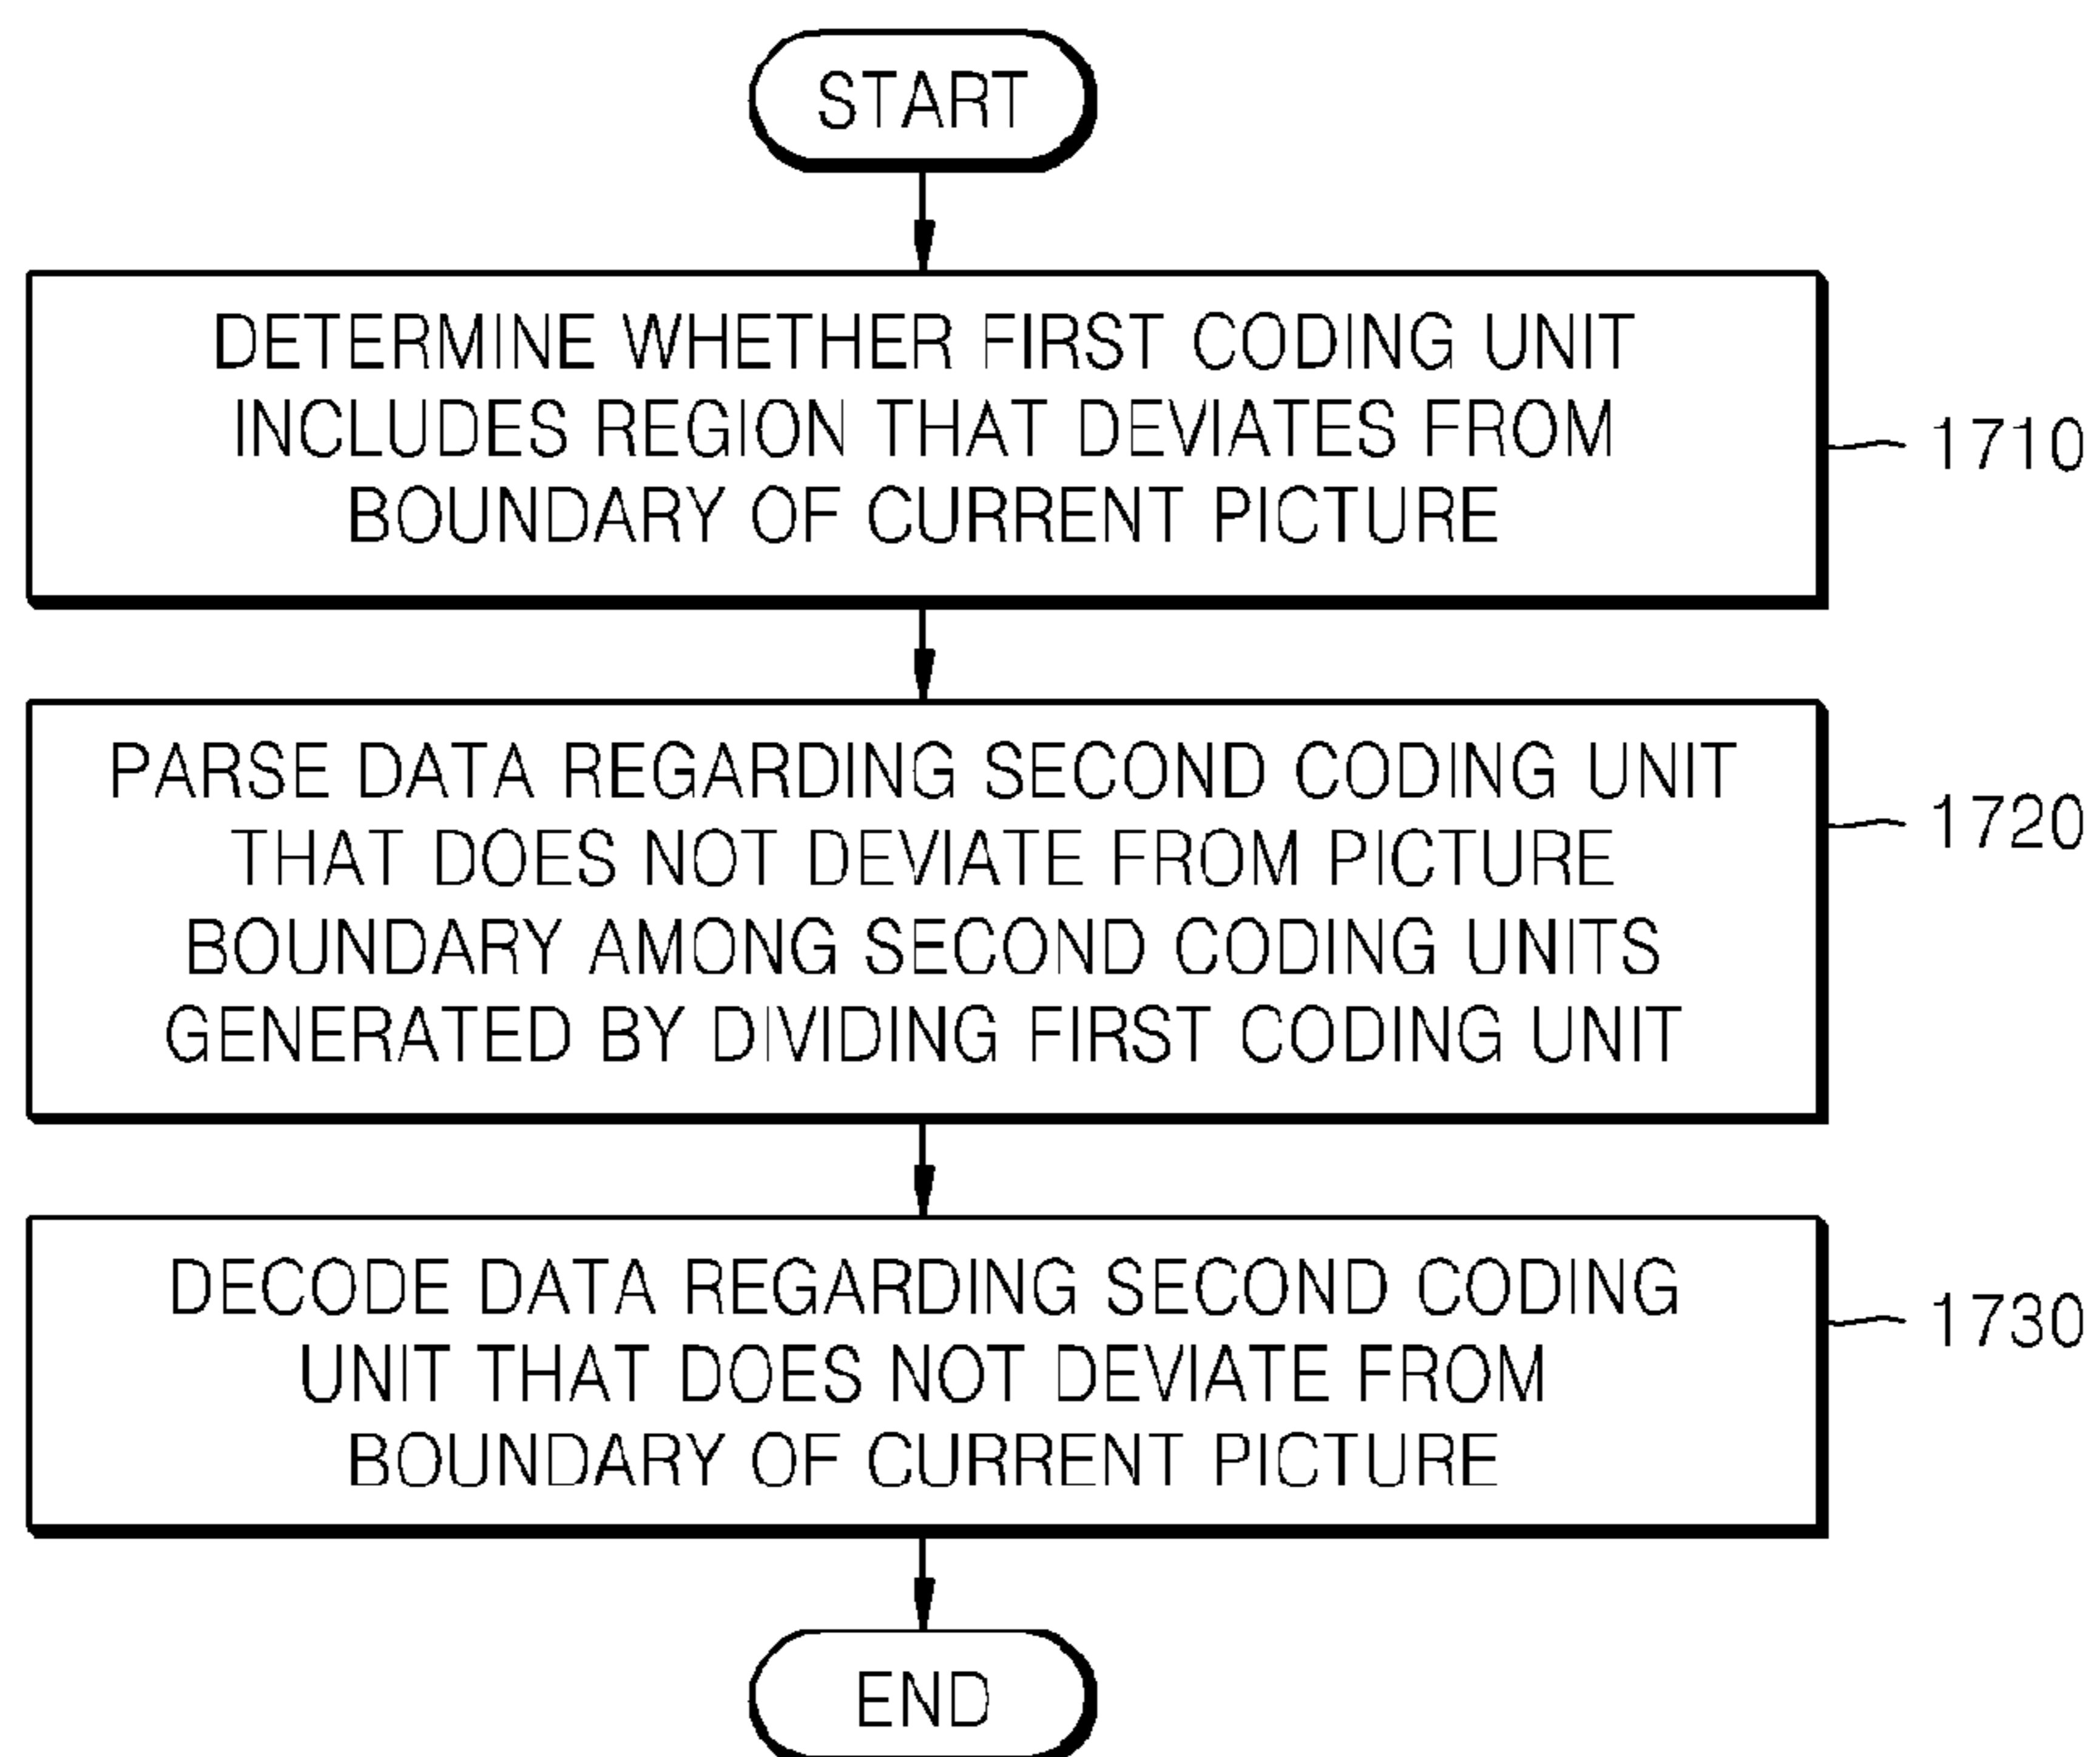 START
DETERMINE WHETHER FIRST CODING UNIT
INCLUDES REGION THAT DEVIATES FROM
BOUNDARY OF CURRENT PICTURE
1710
PARSE DATA REGARDING SECOND CODING UNIT
THAT DOES NOT DEVIATE FROM PICTURE
BOUNDARY AMONG SECOND CODING UNITS
GENERATED BY DIVIDING FIRST CODING UNIT
1720
DECODE DATA REGARDING SECOND CODING
UNIT THAT DOES NOT DEVIATE FROM
BOUNDARY OF CURRENT PICTURE
1730
END